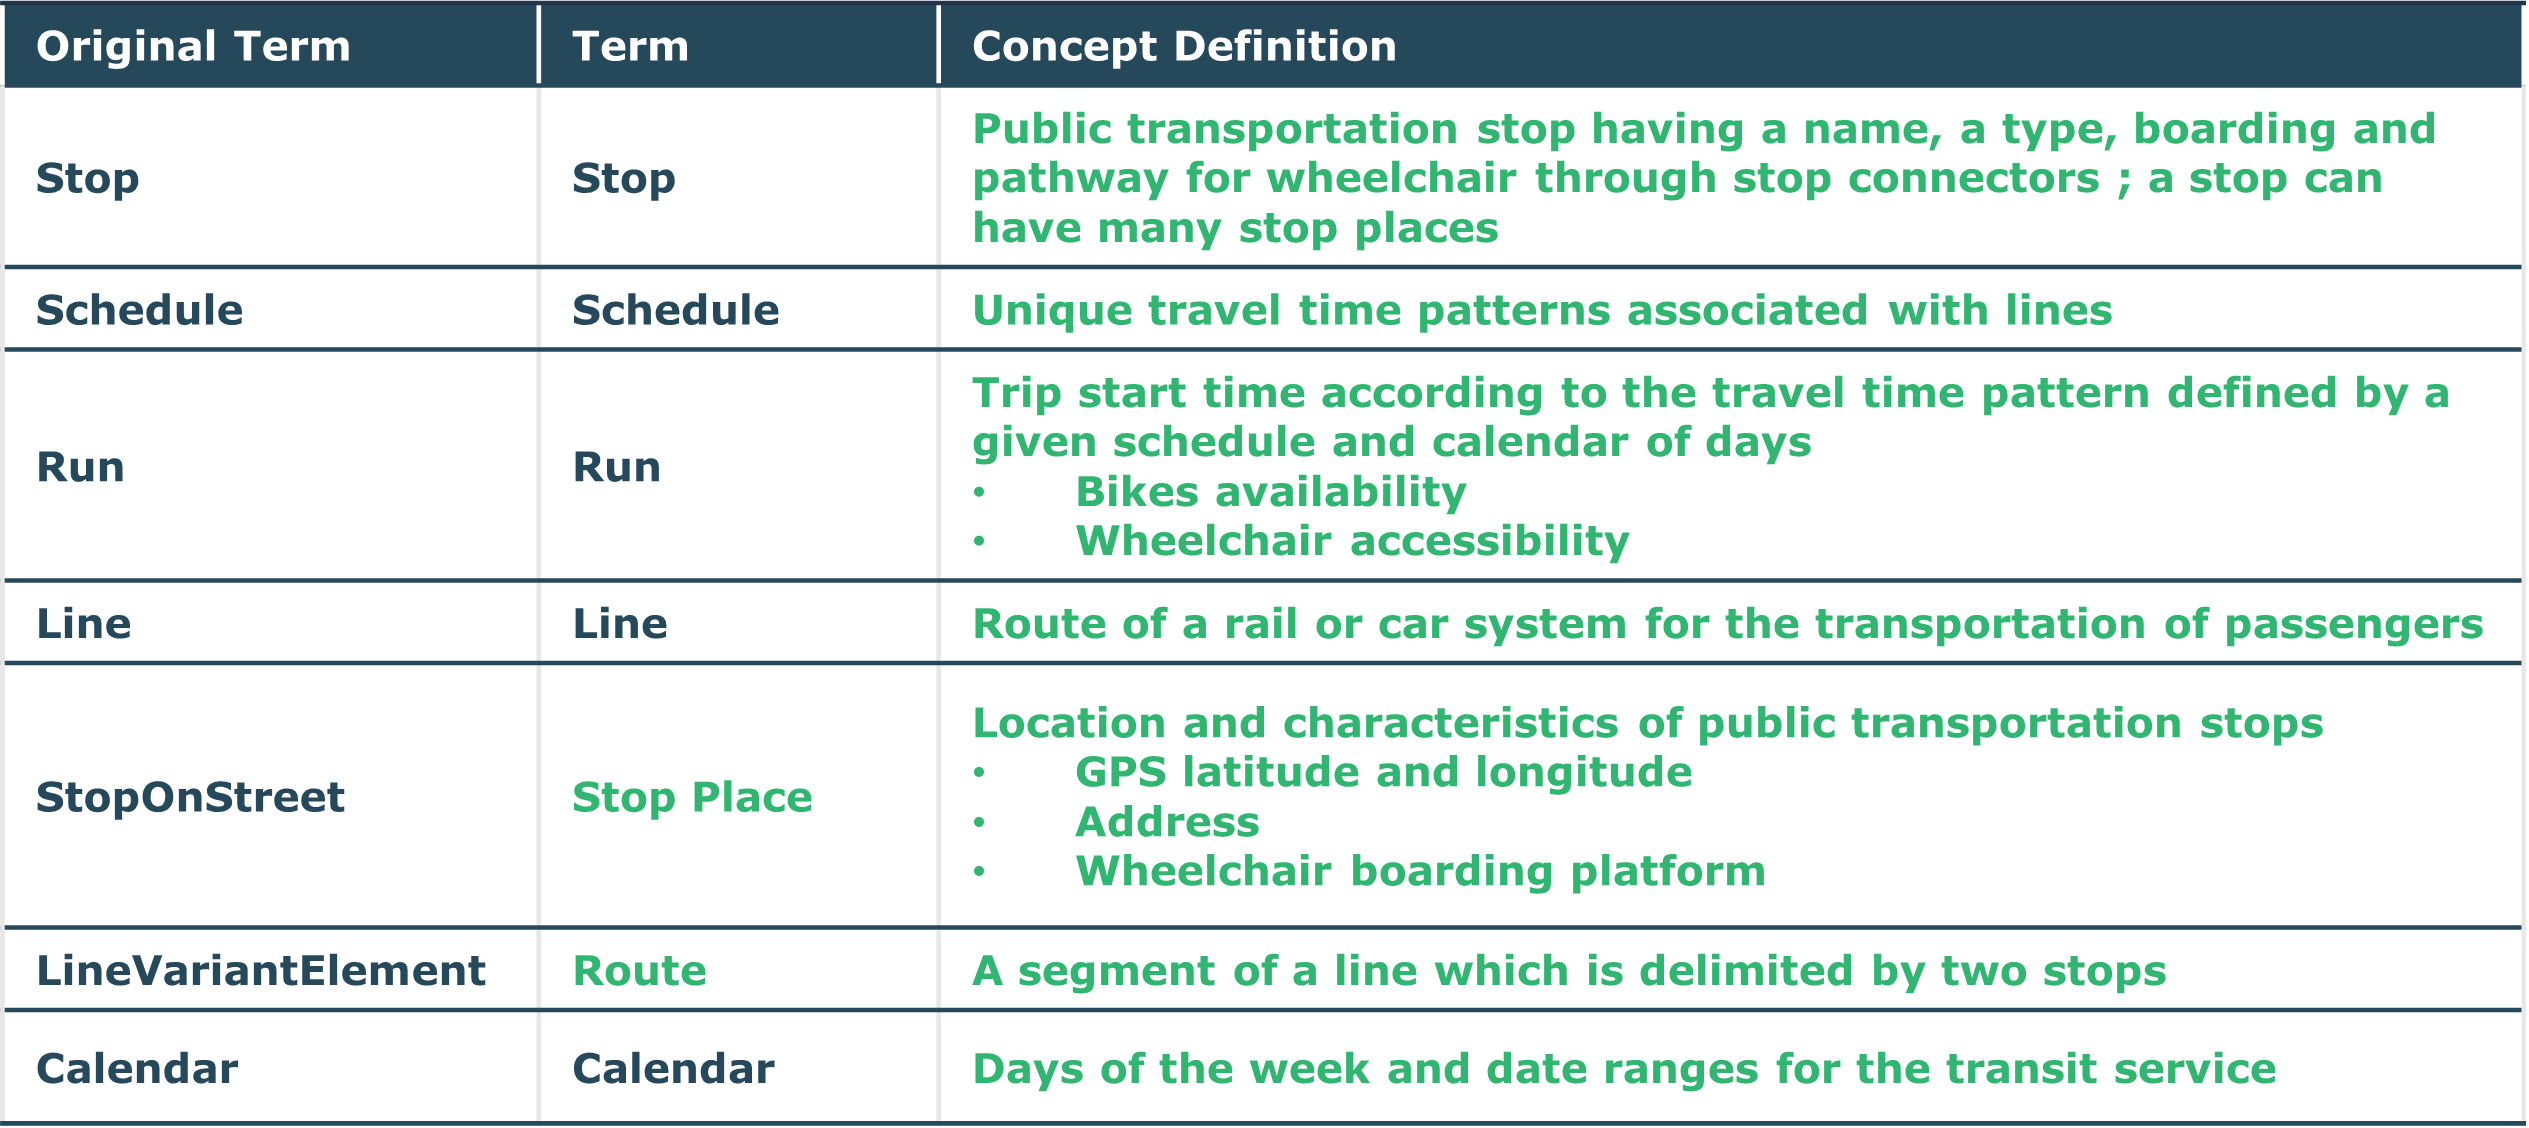 Original Term Term Concept Definition
Public transportation stop having a name, a type, boarding and
Stop Stop pathway for wheelchair through stop connectors ; a stop can
have many stop places
Schedule Schedule Unique travel time patterns associated with lines
Trip start time according to the travel time pattern defined by a
given schedule and calendar of days
Run Run
• Bikes availability
• Wheelchair accessibility
Line Line Route of a rail or car system for the transportation of passengers
Location and characteristics of public transportation stops
• GPS latitude and longitude
StopOnStreet Stop Place
• Address
• Wheelchair boarding platform
LineVariantElement Route A segment of a line which is delimited by two stops
Calendar Calendar Days of the week and date ranges for the transit service